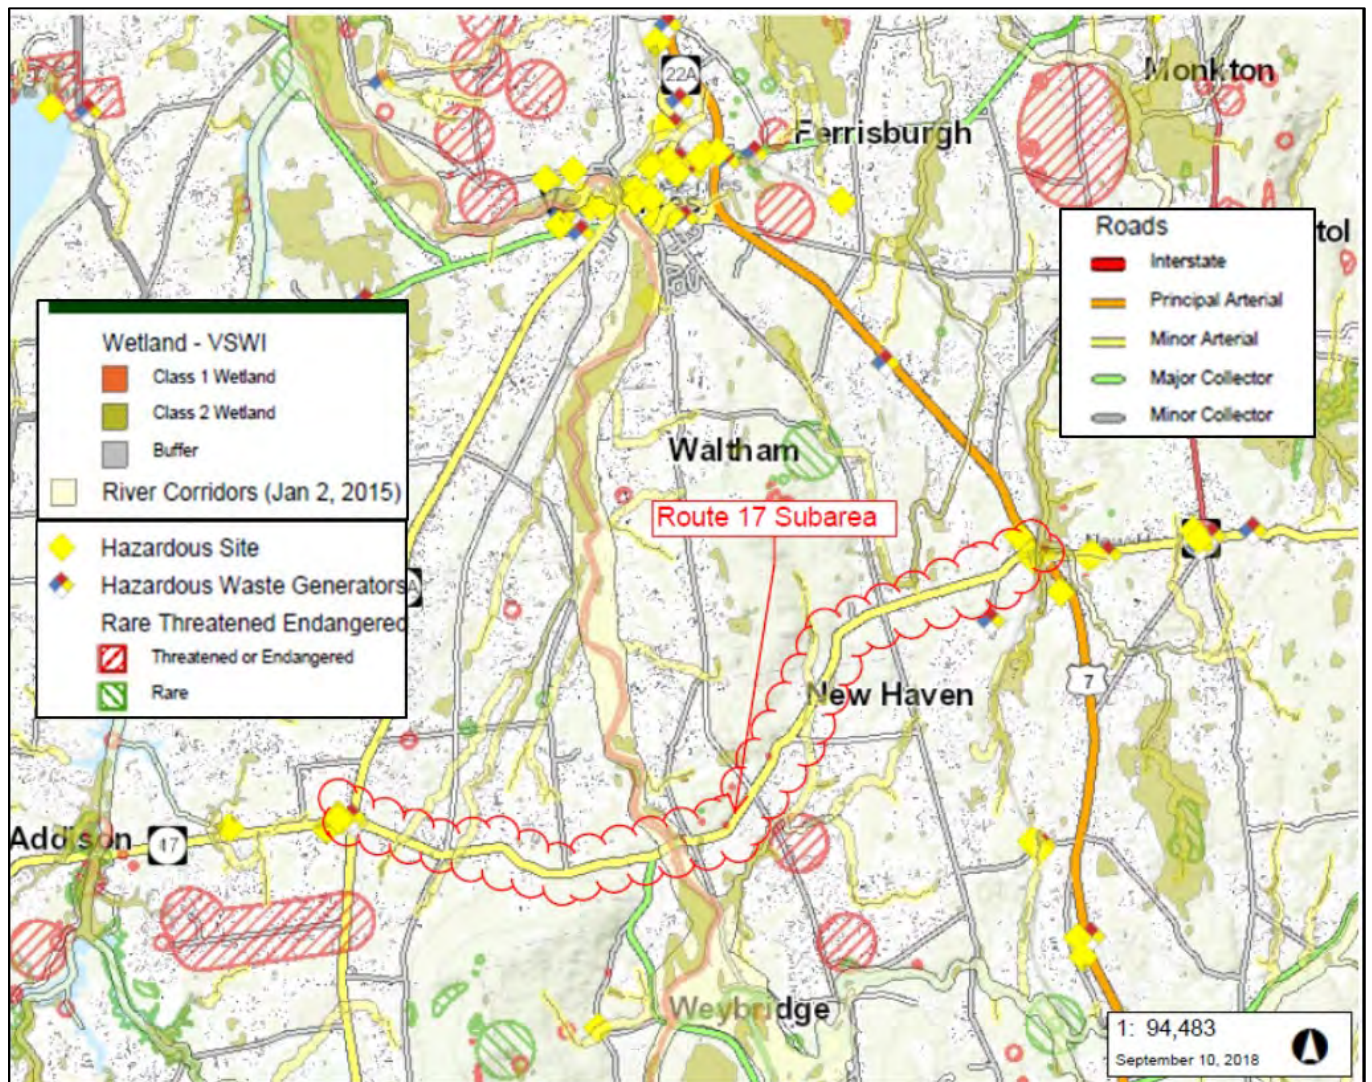 Monkton
22A
Ferrisburgh
Roads
tol
Interstate
Principal Arterial
Minor Arterial
Major Collector
Minor Collector
Wetland - VSWI
Class 1 Wetland
Class 2 Wetland
Buffer
River Corridors (Jan 2, 2015)
Waltham
Route 17 Subarea
Hazardous Site
Hazardous Waste Generators
A
Rare Threatened Endangered
Threatened or Endangered
Rare
7
New Haven
Addison
17
Weybridge
1: 94,483
September 10, 2018